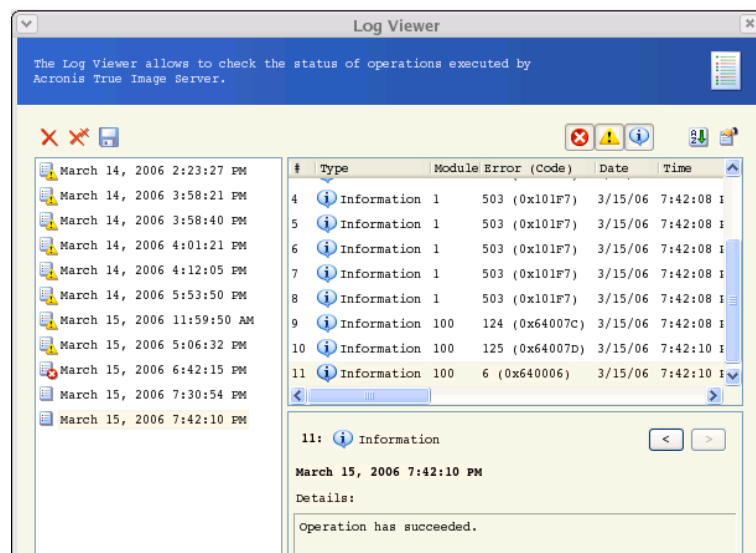 Log Viewer
The Log Viewer allows to check the status of operations executed by
Acronis True Image Server.
March 14, 2006 2:23:27 PM
March 14, 2006 3:58:21 PM
March 14, 2006 3:58:40 PM
March 14, 2006 4:01:21 PM
March 14, 2006 4:12:05 PM
March 14, 2006 5:53:50 PM
March 15, 2006 11:59:50 AM
March 15, 2006 5:06:32 PM
March 15, 2006 6:42:15 PM
March 15, 2006 7:30:54 PM
March 15, 2006 7:42:10 PM
# Type Module Error (Code) Date Time
4 Information 1 503 (0x101F7) 3/15/06 7:42:08
5 Information 1 503 (0x101F7) 3/15/06 7:42:08
6 Information 1 503 (0x101F7) 3/15/06 7:42:08
7 Information 1 503 (0x101F7) 3/15/06 7:42:08
8 Information 1 503 (0x101F7) 3/15/06 7:42:08
9 Information 100 124 (0x64007C) 3/15/06 7:42:08
10 Information 100 125 (0x64007D) 3/15/06 7:42:10
11 Information 100 6 (0x640006) 3/15/06 7:42:10
11: Information
< >
March 15, 2006 7:42:10 PM
Details:
Operation has succeeded.